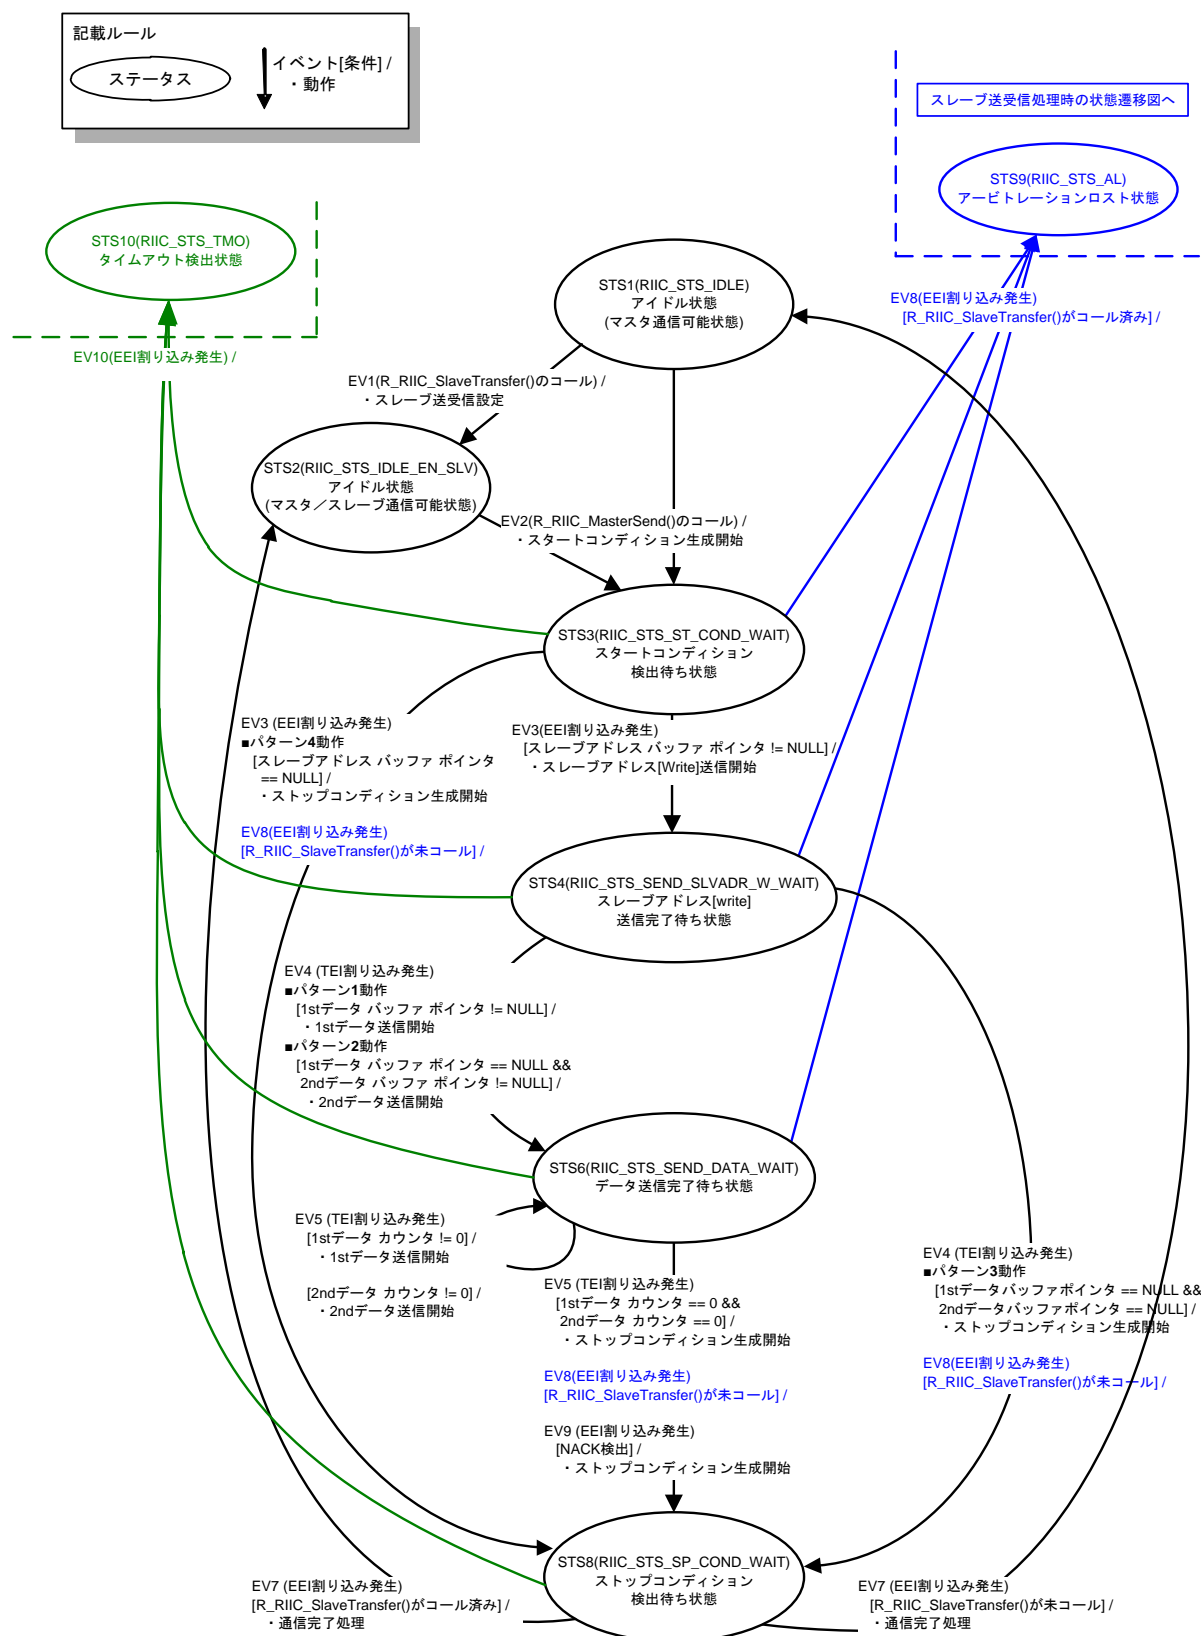 記載ルール
ステータス
イベント[条件] /
・動作
スレーブ送受信処理時の状態遷移図へ
STS9(RIIC_STS_AL)
アービトレーションロスト状態
STS10(RIIC_STS_TMO)
タイムアウト検出状態
STS1(RIIC_STS_IDLE)
アイドル状態
(マスタ通信可能状態)
EV8(EEI割り込み発生)
[R_RIIC_SlaveTransfer()がコール済み] /
EV10(EEI割り込み発生) /
EV1(R_RIIC_SlaveTransfer()のコール) /
・スレーブ送受信設定
STS2(RIIC_STS_IDLE_EN_SLV)
アイドル状態
(マスタ／スレーブ通信可能状態)
EV2(R_RIIC_MasterSend()のコール) /
・スタートコンディション生成開始
STS3(RIIC_STS_ST_COND_WAIT)
スタートコンディション
検出待ち状態
EV3 (EEI割り込み発生)
■パターン4動作
[スレーブアドレス バッファ ポインタ
== NULL] /
・ストップコンディション生成開始
EV3(EEI割り込み発生)
[スレーブアドレス バッファ ポインタ != NULL] /
・スレーブアドレス[Write]送信開始
EV8(EEI割り込み発生)
[R_RIIC_SlaveTransfer()が未コール] /
STS4(RIIC_STS_SEND_SLVADR_W_WAIT)
スレーブアドレス[write]
送信完了待ち状態
EV4 (TEI割り込み発生)
■パターン1動作
[1stデータ バッファ ポインタ != NULL] /
・1stデータ送信開始
■パターン2動作
[1stデータ バッファ ポインタ == NULL &&
2ndデータ バッファ ポインタ != NULL] /
・2ndデータ送信開始
STS6(RIIC_STS_SEND_DATA_WAIT)
データ送信完了待ち状態
EV5 (TEI割り込み発生)
[1stデータ カウンタ != 0] /
・1stデータ送信開始
[2ndデータ カウンタ != 0] /
・2ndデータ送信開始
EV5 (TEI割り込み発生)
[1stデータ カウンタ == 0 &&
2ndデータ カウンタ == 0] /
・ストップコンディション生成開始
EV8(EEI割り込み発生)
[R_RIIC_SlaveTransfer()が未コール] /
EV9 (EEI割り込み発生)
[NACK検出] /
・ストップコンディション生成開始
EV4 (TEI割り込み発生)
■パターン3動作
[1stデータバッファポインタ == NULL &&
2ndデータバッファポインタ == NULL] /
・ストップコンディション生成開始
EV8(EEI割り込み発生)
[R_RIIC_SlaveTransfer()が未コール] /
STS8(RIIC_STS_SP_COND_WAIT)
ストップコンディション
検出待ち状態
EV7 (EEI割り込み発生)
[R_RIIC_SlaveTransfer()がコール済み] /
・通信完了処理
EV7 (EEI割り込み発生)
[R_RIIC_SlaveTransfer()が未コール] /
・通信完了処理